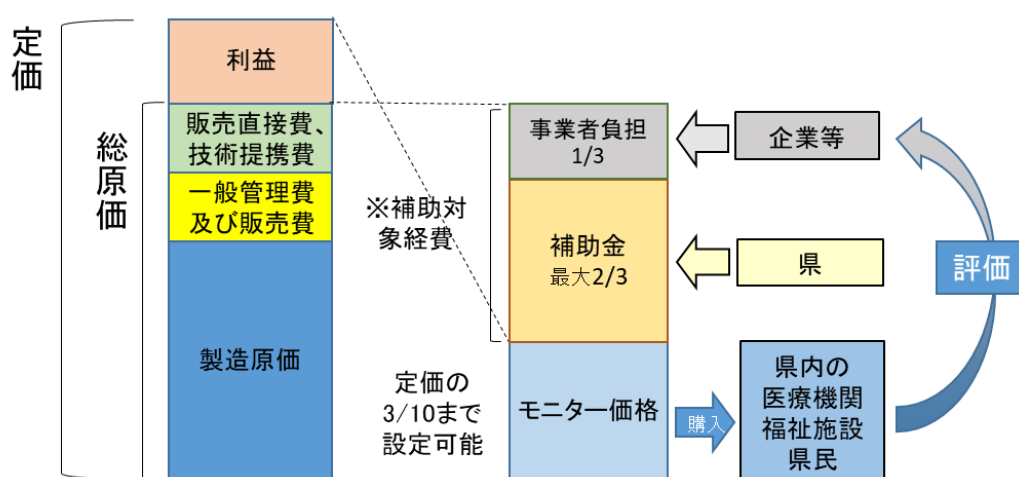 定価
総原価
利益
販売直接費、
技術提携費
一般管理費
及び販売費
製造原価
※補助対
象経費
定価の
3/10まで
設定可能
事業者負担
1/3
補助金
最大2/3
モニター価格
企業等
県
購入
県内の
医療機関
福祉施設
県民
評価